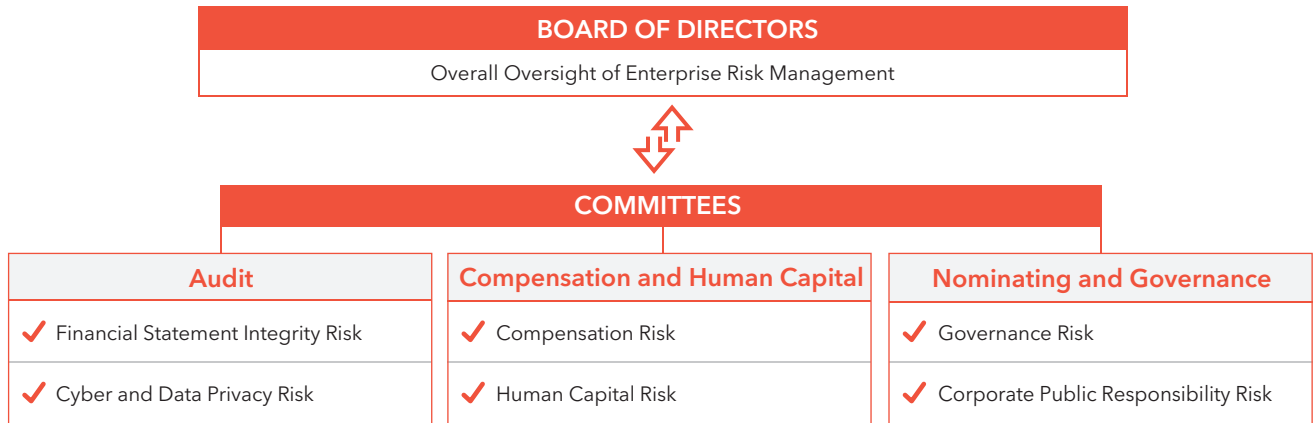 BOARD OF DIRECTORS
Overall Oversight of Enterprise Risk Management
COMMITTEES
Audit
Financial Statement Integrity Risk
Cyber and Data Privacy Risk
Compensation and Human Capital
Compensation Risk
Human Capital Risk
Nominating and Governance
Governance Risk
Corporate Public Responsibility Risk